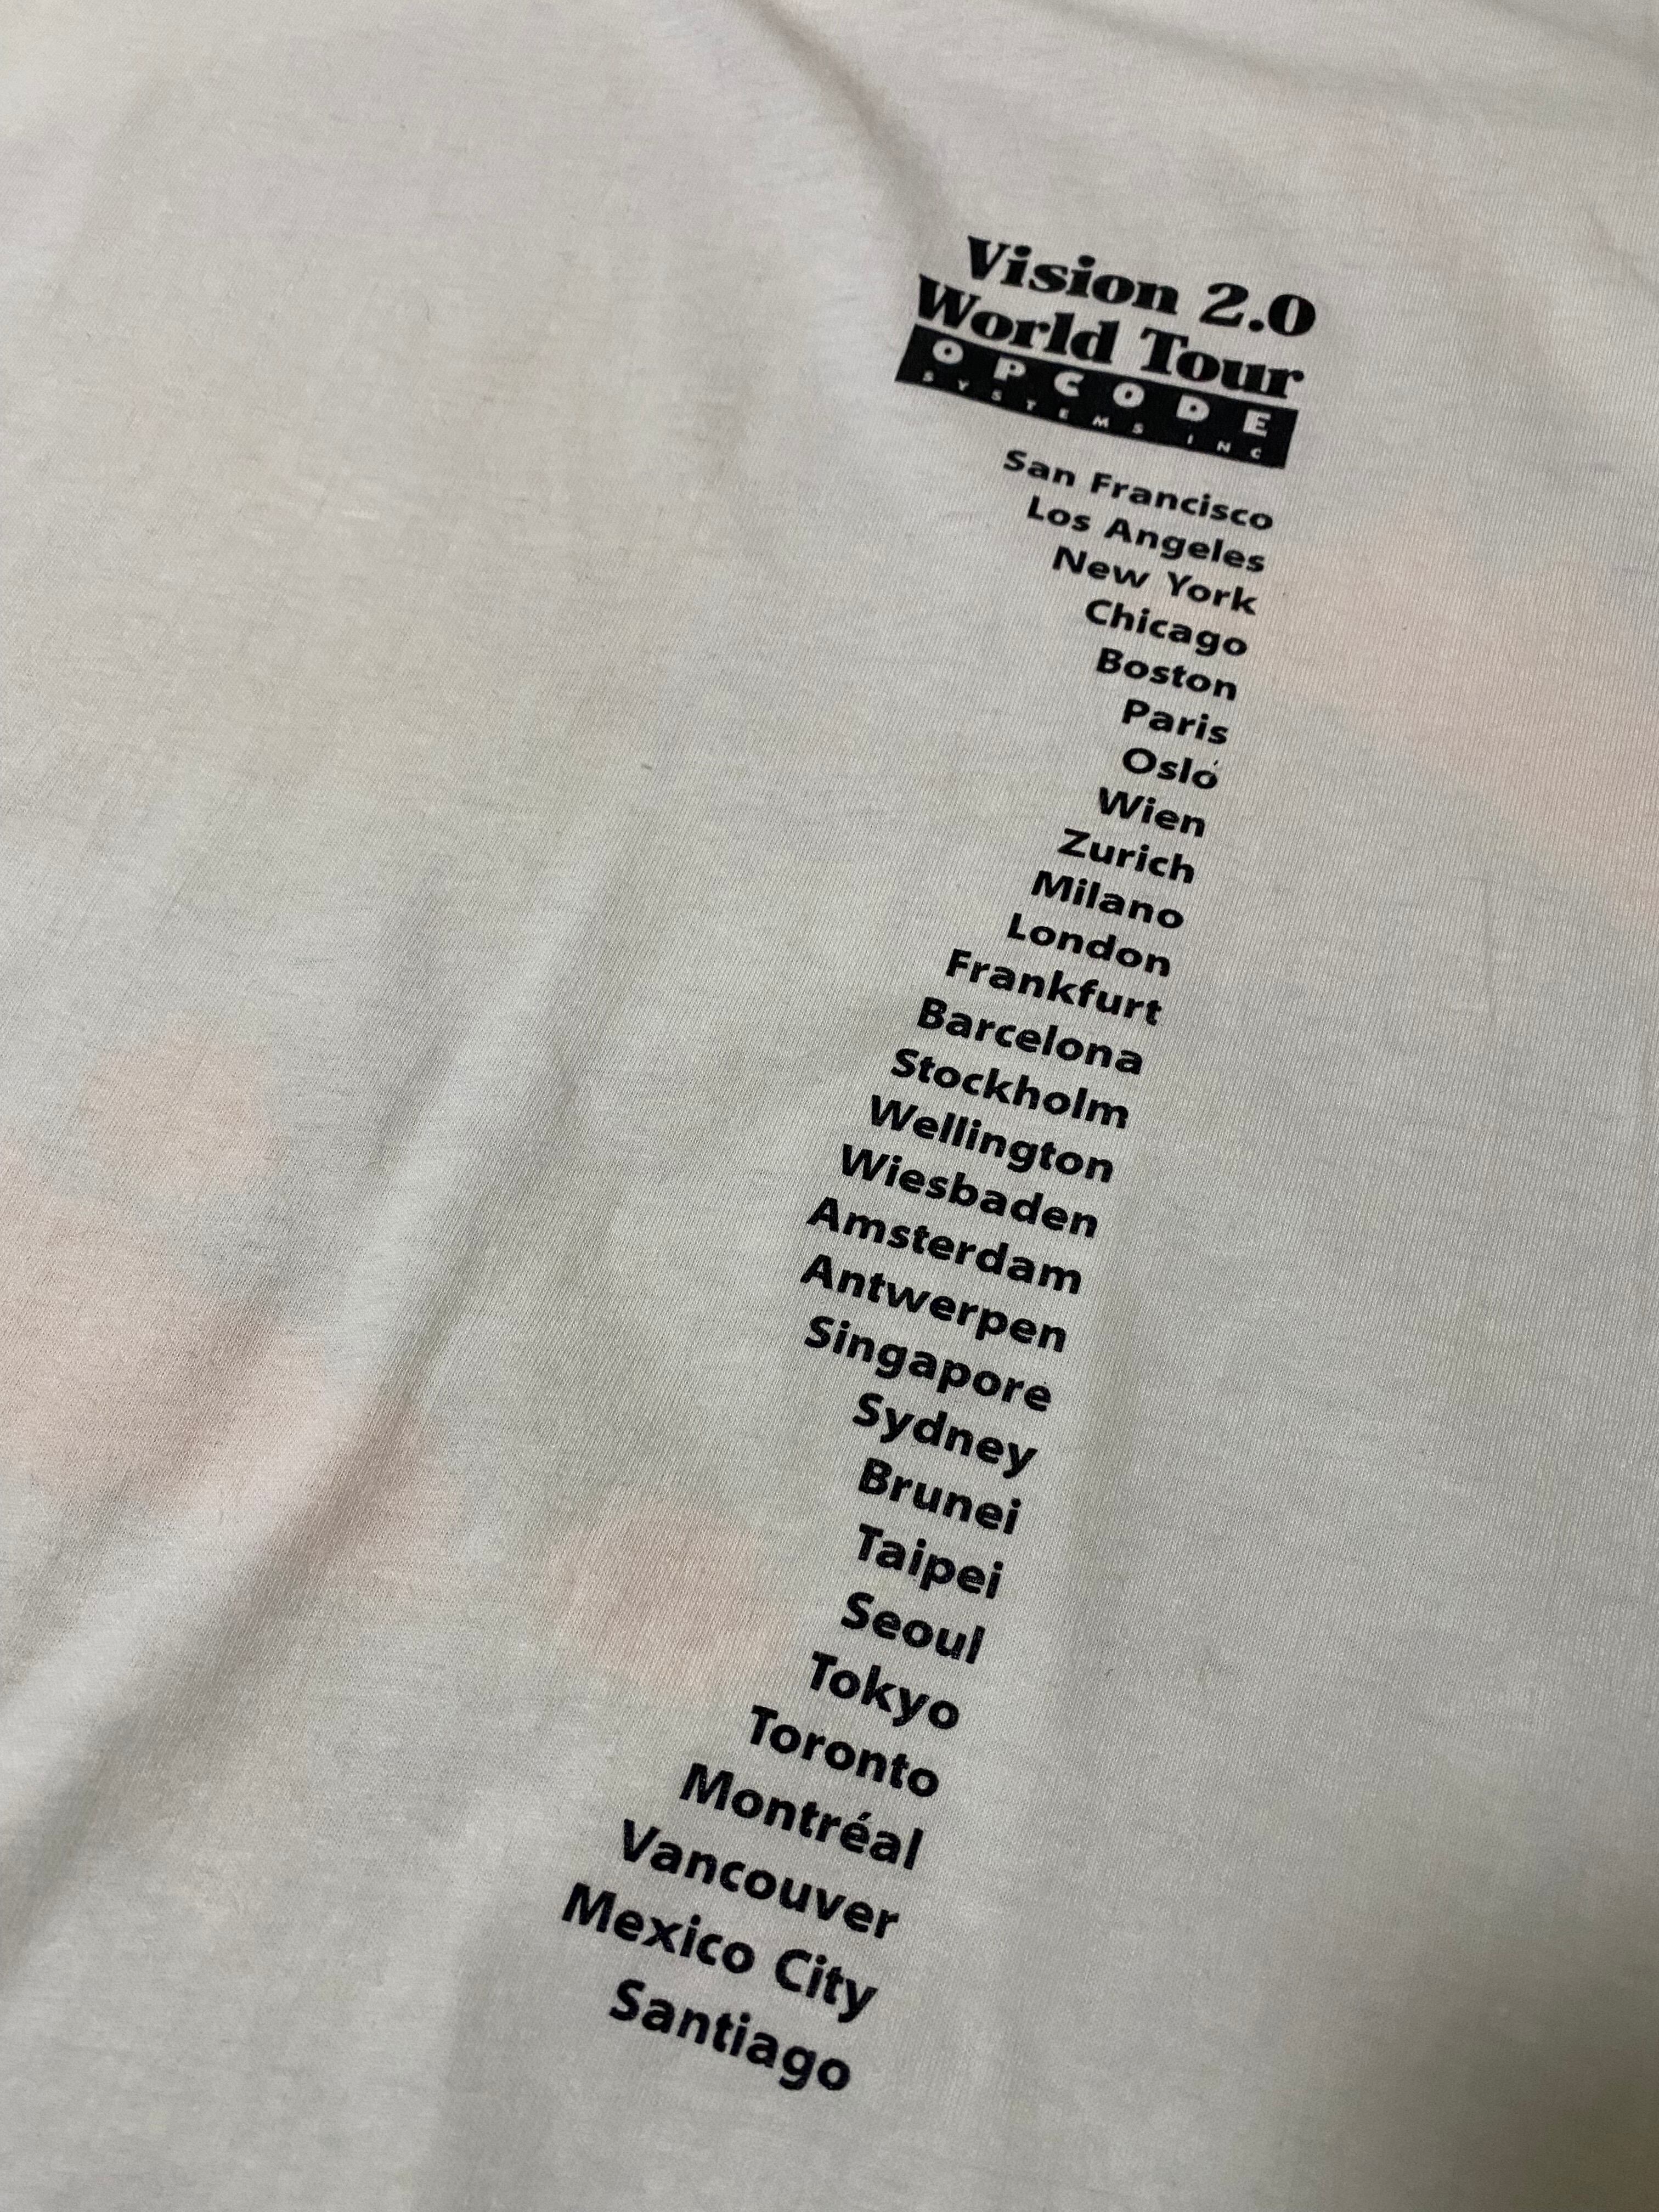 Vision 2.0
World Tour
OPCODE
SYSTEMS INC
San Francisco
Los Angeles
New York
Chicago
Boston
Paris
Oslo
Wien
Zurich
Milano
London
Frankfurt
Barcelona
Stockholm
Wellington
Wiesbaden
Amsterdam
Antwerpen
Singapore
Sydney
Brunei
Taipei
Seoul
Tokyo
Toronto
Montréal
Vancouver
Mexico City
Santiago